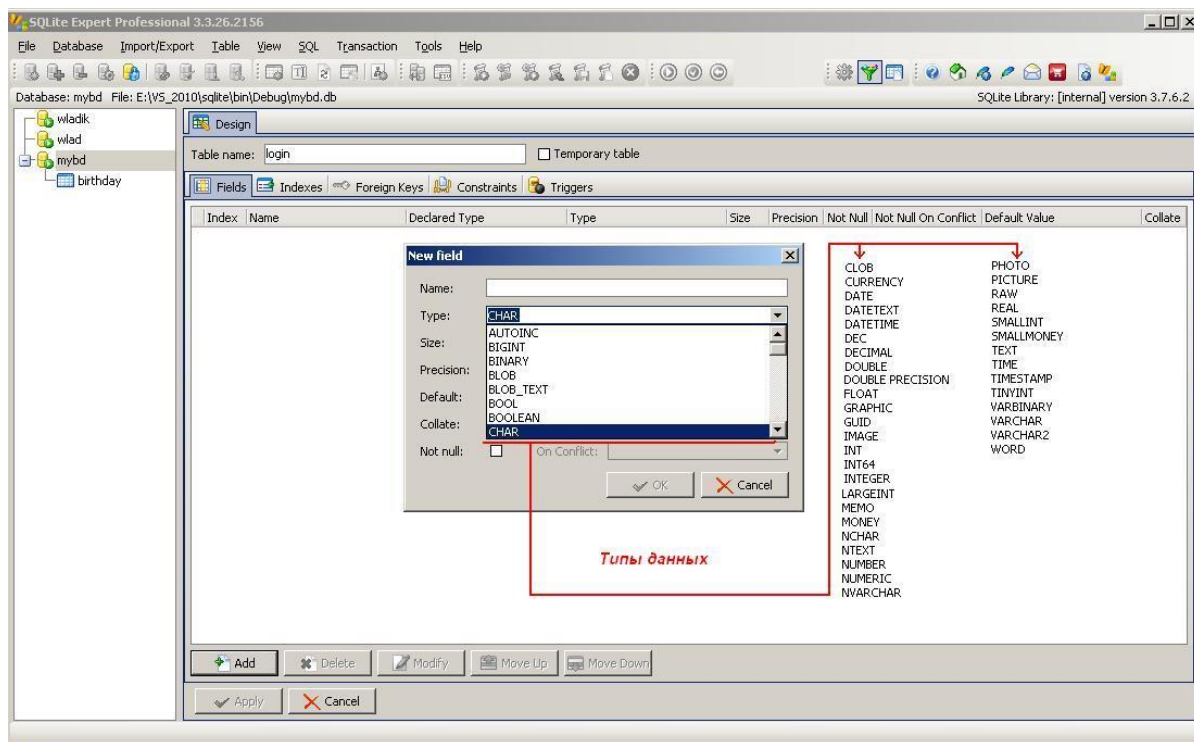 SQLite Expert Professional 3.3.26.2156
File Database Import/Export Table View SQL Transaction Tools Help
Database: mybd File: E:\VS_2010\sqlite\bin\Debug\mybd.db SQLite Library: [internal] version 3.7.6.2
wladik
wlad
mybd
birthday
Design
Table name: login Temporary table
Fields Indexes Foreign Keys Constraints Triggers
Index Name Declared Type Type Size Precision Not Null Not Null On Conflict Default Value Collate
New field
Name:
Type: CHAR
Size:
Precision:
Default:
Collate:
Not null: On Conflict:
AUTOINC
BIGINT
BINARY
BLOB
BLOB_TEXT
BOOL
BOOLEAN
CHAR
OK Cancel
Типы данных
CLOB
CURRENCY
DATE
DATETEXT
DATETIME
DEC
DECIMAL
DOUBLE
DOUBLE PRECISION
FLOAT
GRAPHIC
GUID
IMAGE
INT
INT64
INTEGER
LARGEINT
MEMO
MONEY
NCHAR
NTEXT
NUMBER
NUMERIC
NVARCHAR
PHOTO
PICTURE
RAW
REAL
SMALLINT
SMALLMONEY
TEXT
TIME
TIMESTAMP
TINYINT
VARBINARY
VARCHAR
VARCHAR2
WORD
Add Delete Modify Move Up Move Down
Apply Cancel